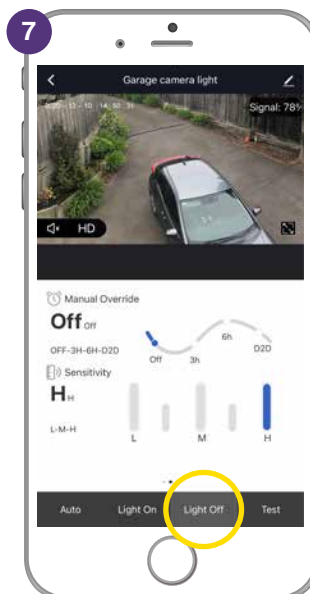 7
Garage camera light
Signal: 78%
HD
Manual Override
Off Off
OFF-3H-6H-D2D
Off 3h 6h D2D
Sensitivity
H H
L-M-H
L M H
Auto Light On Light Off Test